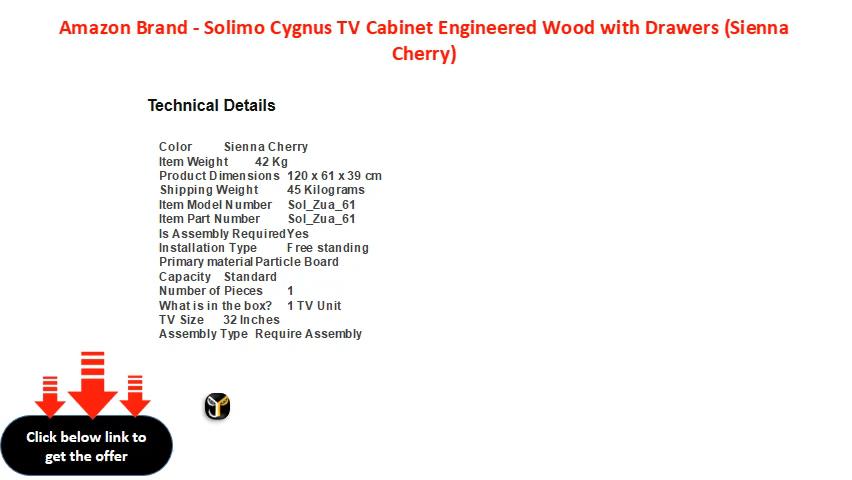 Amazon Brand - Solimo Cygnus TV Cabinet Engineered Wood with Drawers (Sienna
Cherry)
Technical Details
Color Sienna Cherry
Item Weight 42 Kg
Product Dimensions 120 x 61 x 39 cm
Shipping Weight 45 Kilograms
Item Model Number Sol_Zua_61
Item Part Number Sol_Zua_61
Is Assembly Required Yes
Installation Type Free standing
Primary material Particle Board
Capacity Standard
Number of Pieces 1
What is in the box? 1 TV Unit
TV Size 32 Inches
Assembly Type Require Assembly
Click below link to
get the offer